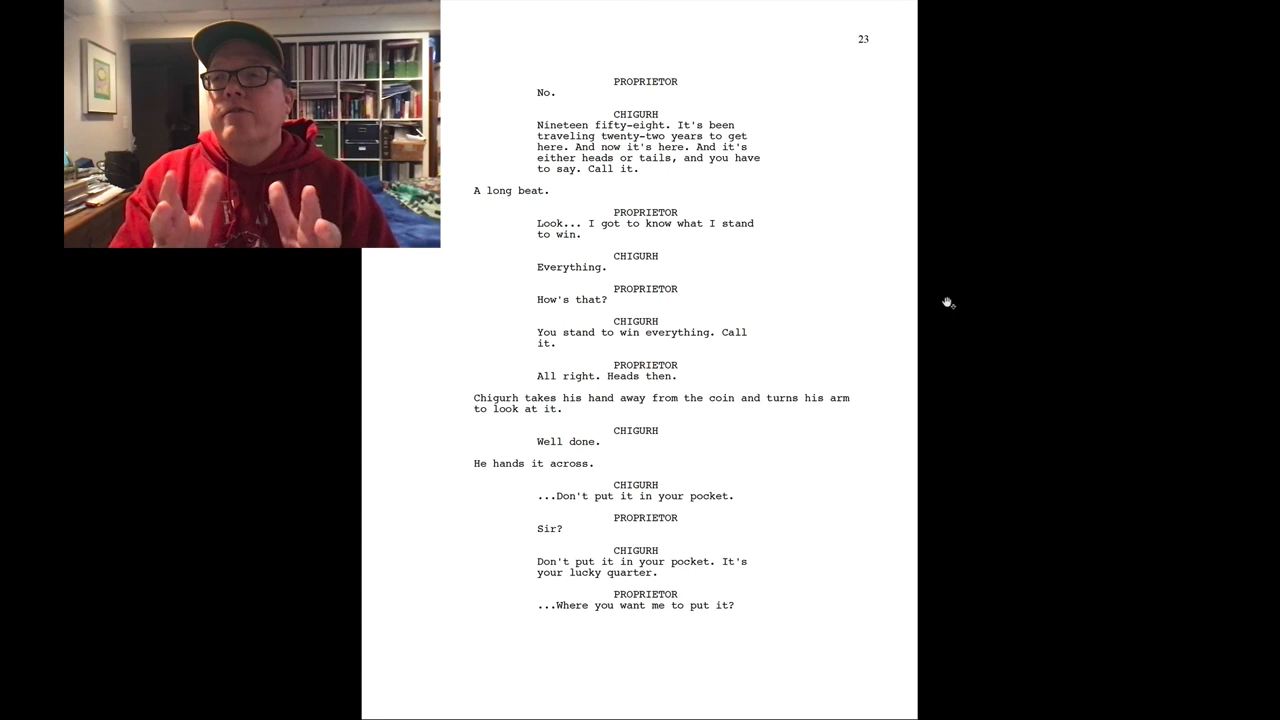 23
PROPRIETOR
No.
CHIGURH
Nineteen fifty-eight. It's been
traveling twenty-two years to get
here. And now it's here. And it's
either heads or tails, and you have
to say. Call it.
A long beat.
PROPRIETOR
Look... I got to know what I stand
to win.
CHIGURH
Everything.
PROPRIETOR
How's that?
CHIGURH
You stand to win everything. Call
it.
PROPRIETOR
All right. Heads then.
Chigurh takes his hand away from the coin and turns his arm
to look at it.
CHIGURH
Well done.
He hands it across.
CHIGURH
...Don't put it in your pocket.
PROPRIETOR
Sir?
CHIGURH
Don't put it in your pocket. It's
your lucky quarter.
PROPRIETOR
...Where you want me to put it?